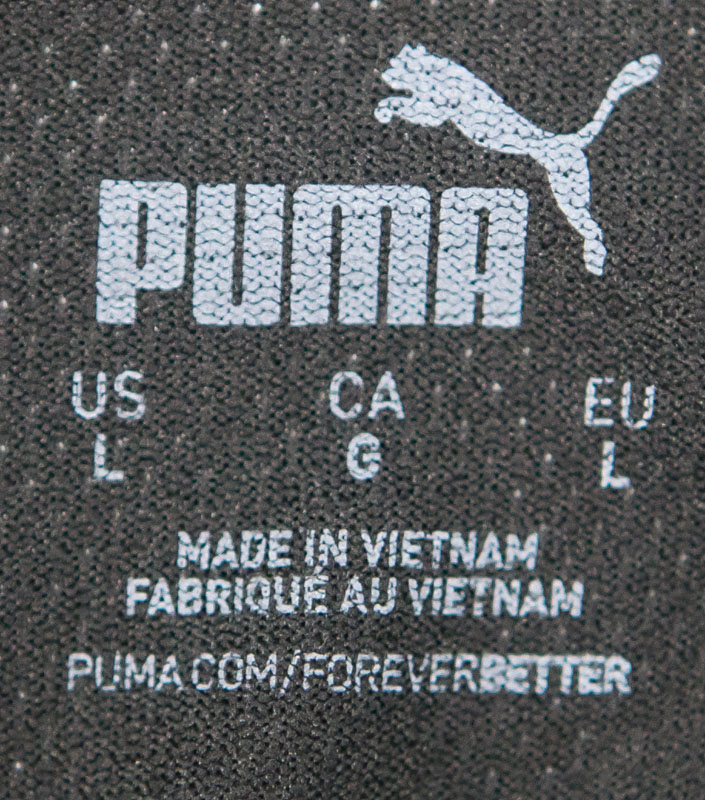 PUMA
US CA EU
L G L
MADE IN VIETNAM
FABRIQUÉ AU VIETNAM
PUMA.COM/FOREVERBETTER